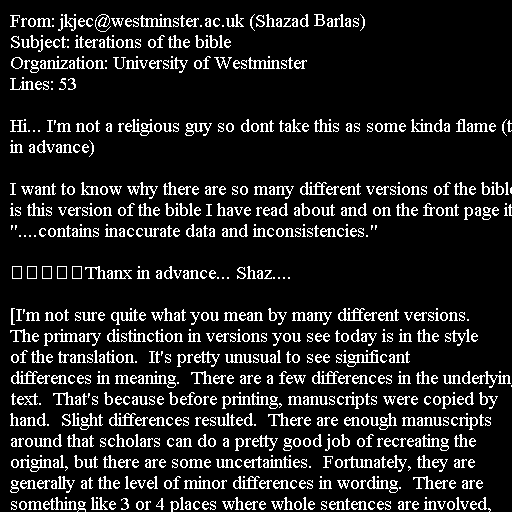 From: jkjec@westminster.ac.uk (Shazad Barlas)
Subject: iterations of the bible
Organization: University of Westminster
Lines: 53
Hi... I'm not a religious guy so dont take this as some kinda flame (t
in advance)
I want to know why there are so many different versions of the bible
is this version of the bible I have read about and on the front page it
"....contains inaccurate data and inconsistencies."
Thanx in advance... Shaz....
[I'm not sure quite what you mean by many different versions.
The primary distinction in versions you see today is in the style
of the translation.  It's pretty unusual to see significant
differences in meaning.  There are a few differences in the underlyin
text.  That's because before printing, manuscripts were copied by
hand.  Slight differences resulted.  There are enough manuscripts
around that scholars can do a pretty good job of recreating the
original, but there are some uncertainties.  Fortunately, they are
generally at the level of minor differences in wording.  There are
something like 3 or 4 places where whole sentences are involved,